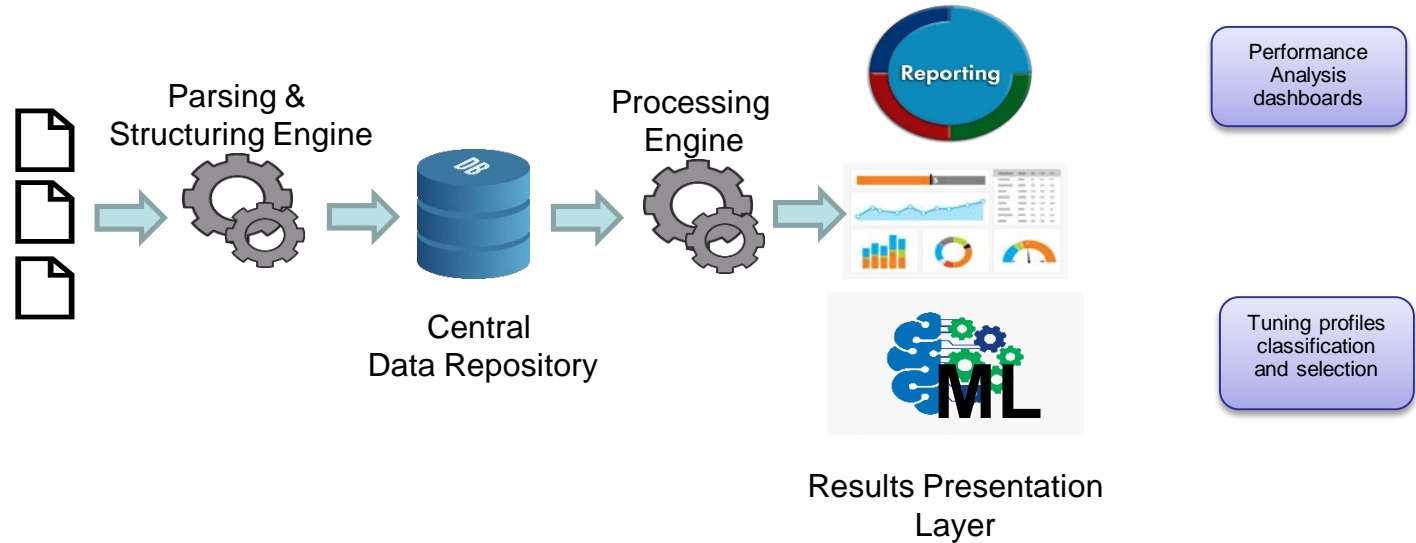 Parsing &
Structuring Engine
DB
Central
Data Repository
Processing
Engine
Reporting
ML
Results Presentation
Layer
Performance
Analysis
dashboards
Tuning profiles
classification
and selection